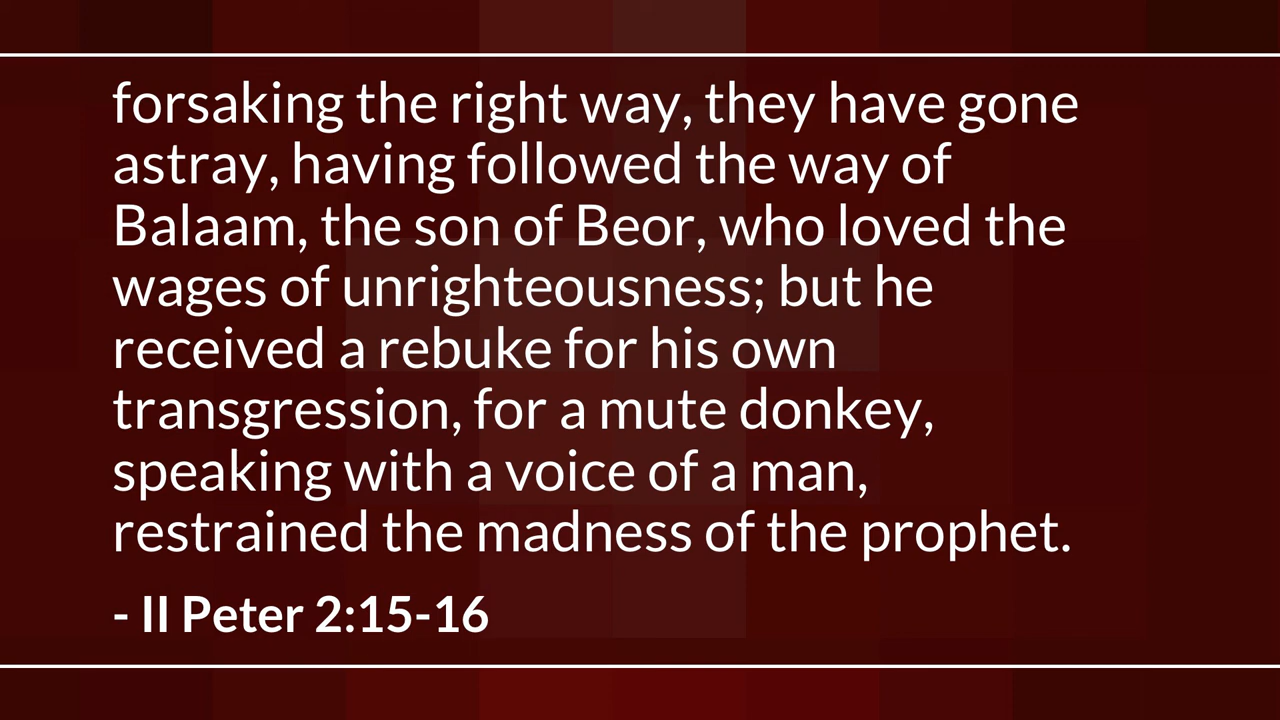 forsaking the right way, they have gone
astray, having followed the way of
Balaam, the son of Beor, who loved the
wages of unrighteousness; but he
received a rebuke for his own
transgression, for a mute donkey,
speaking with a voice of a man,
restrained the madness of the prophet.
- II Peter 2:15-16